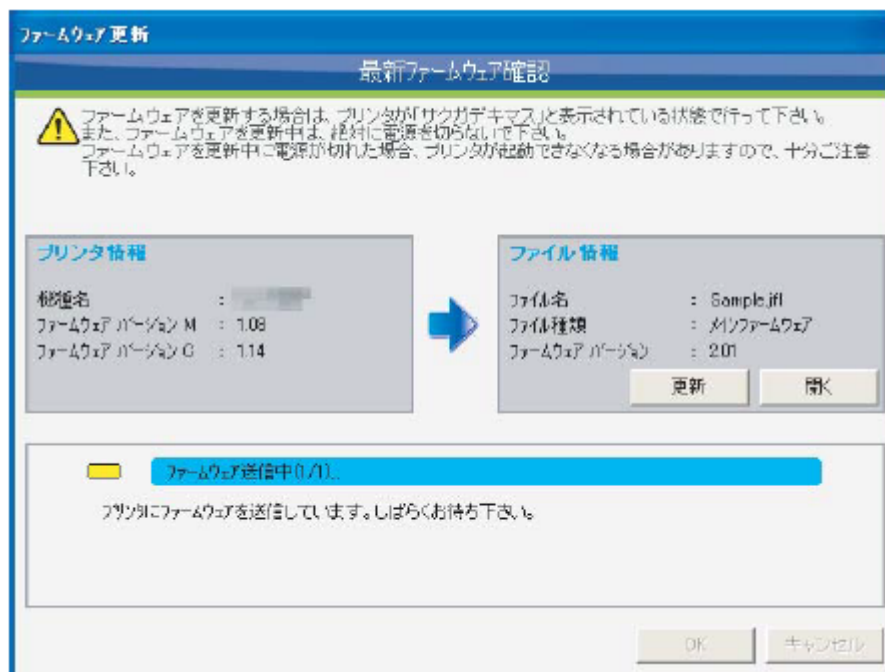 ファームウェア更新
最新ファームウェア確認
ファームウェアを更新する場合は、プリンタが「サクガデキマス」と表示されている状態で行って下さい。
また、ファームウェアを更新中は、絶対に電源を切らないで下さい。
ファームウェアを更新中に電源が切れた場合、プリンタが起動できなくなる場合がありますので、十分ご注意
下さい。
プリンタ情報
機種名 :
ファームウェア バージョン M : 1.08
ファームウェア バージョン G : 1.14
ファイル情報
ファイル名 : Sample.jfl
ファイル種類 : メインファームウェア
ファームウェア バージョン : 2.01
更新
開く
ファームウェア送信中(1/1)...
プリンタにファームウェアを送信しています。しばらくお待ち下さい。
OK
キャンセル